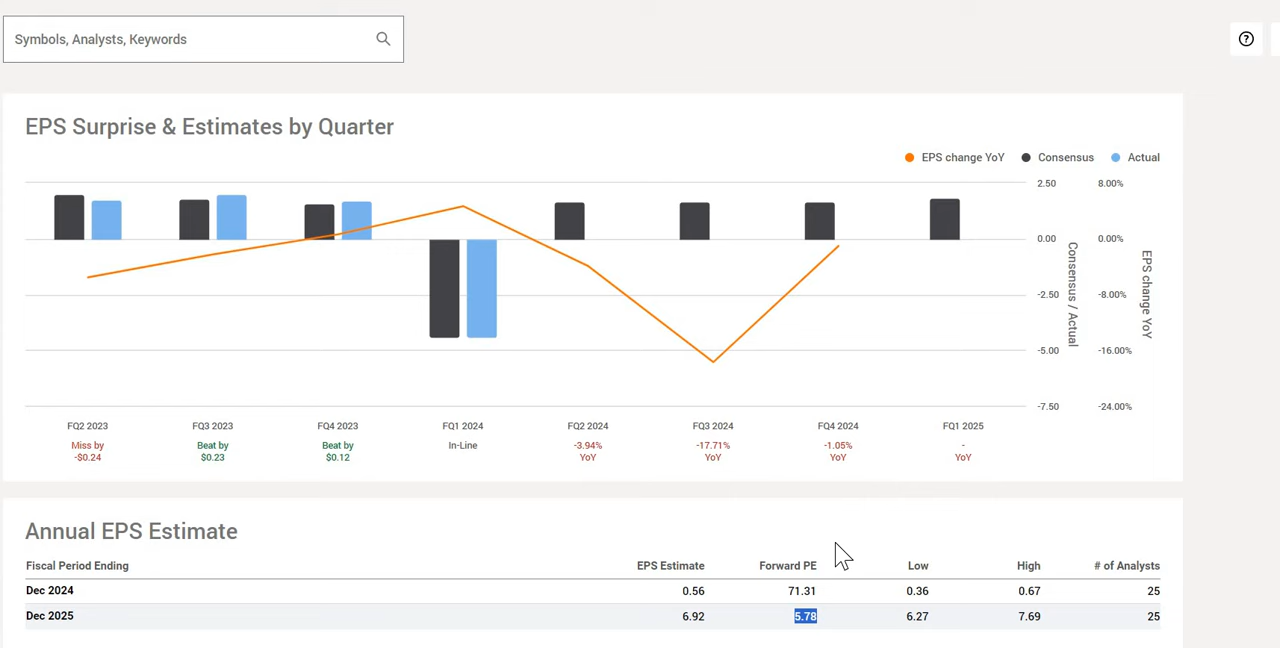 Symbols, Analysts, Keywords
EPS Surprise & Estimates by Quarter
EPS change YoY Consensus Actual
2.50 8.00%
0.00 0.00%
-2.50 -8.00%
-5.00 -16.00%
-7.50 -24.00%
Consensus / Actual
EPS change YoY
FQ2 2023 FQ3 2023 FQ4 2023 FQ1 2024 FQ2 2024 FQ3 2024 FQ4 2024 FQ1 2025
Miss by Beat by Beat by In-Line -3.94% -17.71% -1.05% -
-$0.24 $0.23 $0.12 YoY YoY YoY YoY
Annual EPS Estimate
Fiscal Period Ending EPS Estimate Forward PE Low High # of Analysts
Dec 2024 0.56 71.31 0.36 0.67 25
Dec 2025 6.92 5.78 6.27 7.69 25